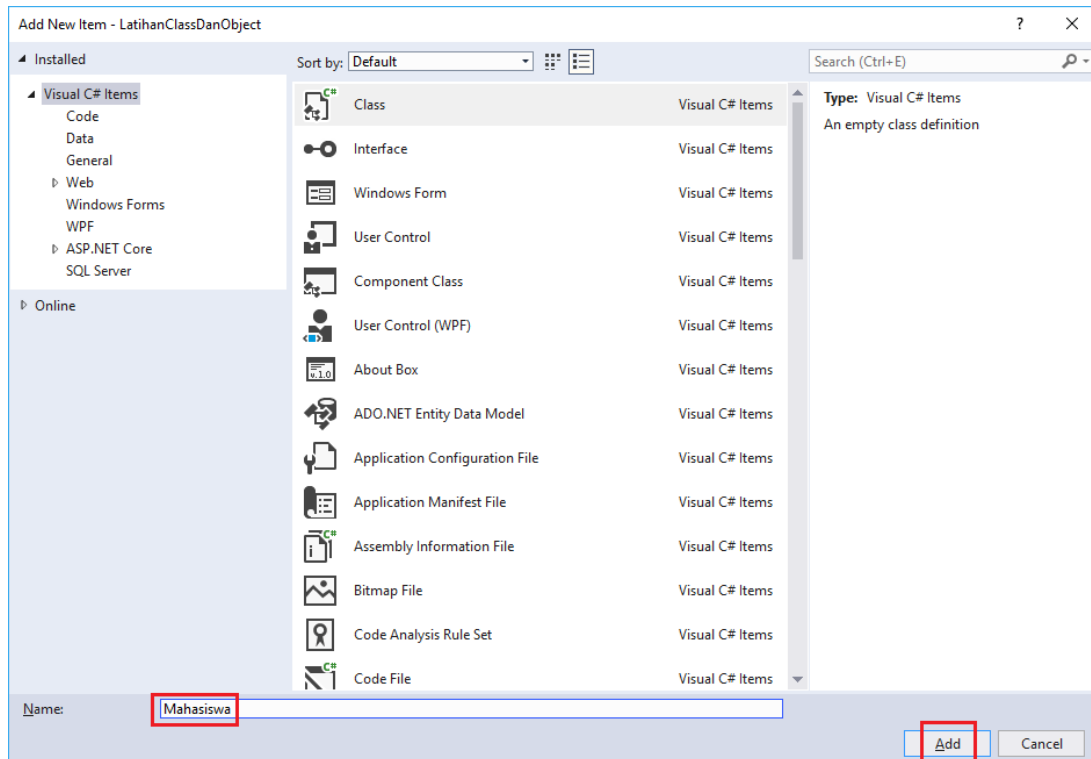 Add New Item - LatihanClassDanObject
?
Installed
Sort by: Default
Search (Ctrl+E)
Visual C# Items
Code
Data
General
Web
Windows Forms
WPF
ASP.NET Core
SQL Server
Online
C# Class Visual C# Items
Interface Visual C# Items
Windows Form Visual C# Items
User Control Visual C# Items
Component Class Visual C# Items
User Control (WPF) Visual C# Items
v.1.0 About Box Visual C# Items
ADO.NET Entity Data Model Visual C# Items
Application Configuration File Visual C# Items
Application Manifest File Visual C# Items
C# Assembly Information File Visual C# Items
Bitmap File Visual C# Items
Code Analysis Rule Set Visual C# Items
C# Code File Visual C# Items
Type: Visual C# Items
An empty class definition
Name: Mahasiswa
Add Cancel